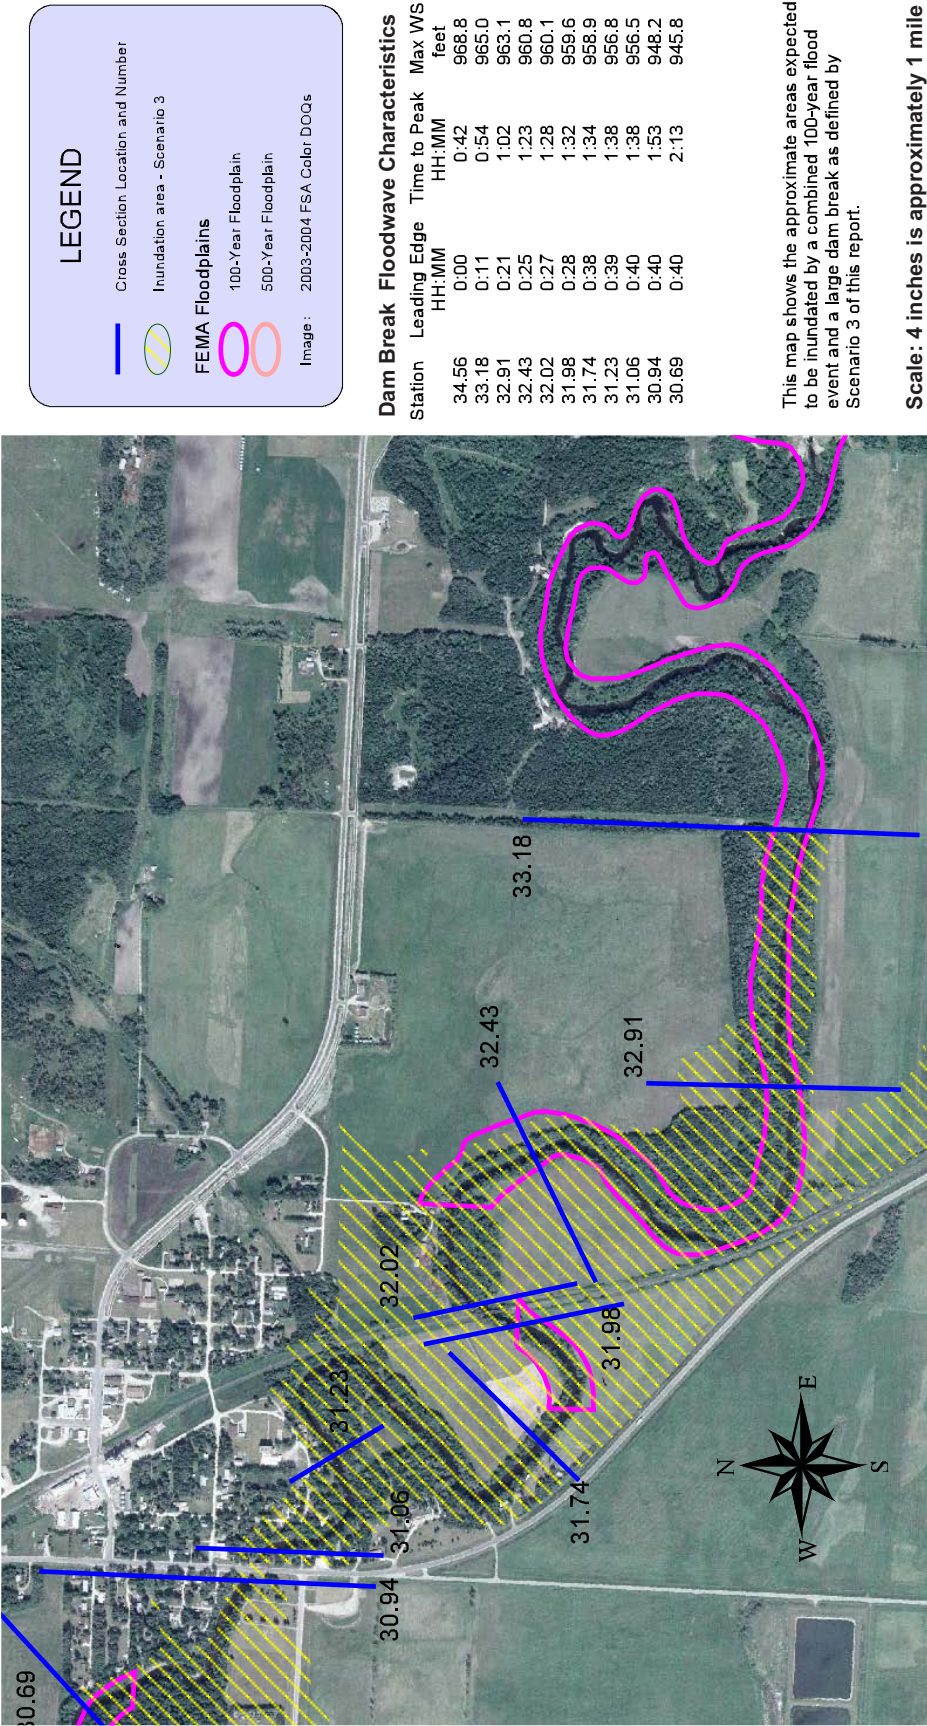 LEGEND
Cross Section Location and Number
Inundation area - Scenario 3
FEMA Floodplains
100-Year Floodplain
500-Year Floodplain
Image : 2003-2004 FSA Color DOQs
Dam Break Floodwave Characteristics
Station Leading Edge Time to Peak Max WS
HH:MM HH:MM feet
34.56 0:00 0:42 968.8
33.18 0:11 0:54 965.0
32.91 0:21 1:02 963.1
32.43 0:25 1:23 960.8
32.02 0:27 1:28 960.1
31.98 0:28 1:32 959.6
31.74 0:38 1:34 958.9
31.23 0:39 1:38 956.8
31.06 0:40 1:38 956.5
30.94 0:40 1:53 948.2
30.69 0:40 2:13 945.8
This map shows the approximate areas expected
to be inundated by a combined 100-year flood
event and a large dam break as defined by
Scenario 3 of this report.
Scale: 4 inches is approximately 1 mile
30.69
30.94
31.06
31.23
31.74
31.98
32.02
32.43
32.91
33.18
N
W
E
S